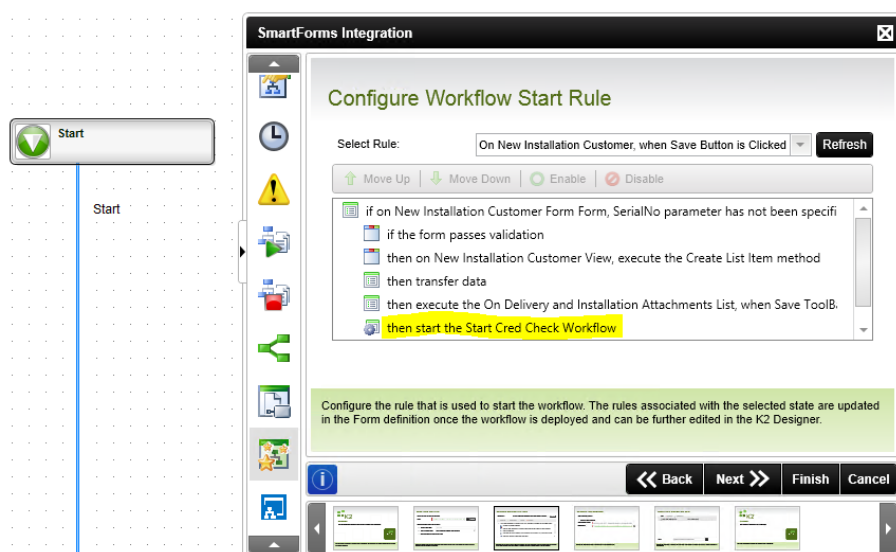 SmartForms Integration
Start
Start
Configure Workflow Start Rule
Select Rule:
On New Installation Customer, when Save Button is Clicked
Refresh
Move Up
Move Down
Enable
Disable
if on New Installation Customer Form Form, SerialNo parameter has not been specifi
if the form passes validation
then on New Installation Customer View, execute the Create List Item method
then transfer data
then execute the On Delivery and Installation Attachments List, when Save ToolBa
then start the Start Cred Check Workflow
Configure the rule that is used to start the workflow. The rules associated with the selected state are updated
in the Form definition once the workflow is deployed and can be further edited in the K2 Designer.
Back
Next
Finish
Cancel